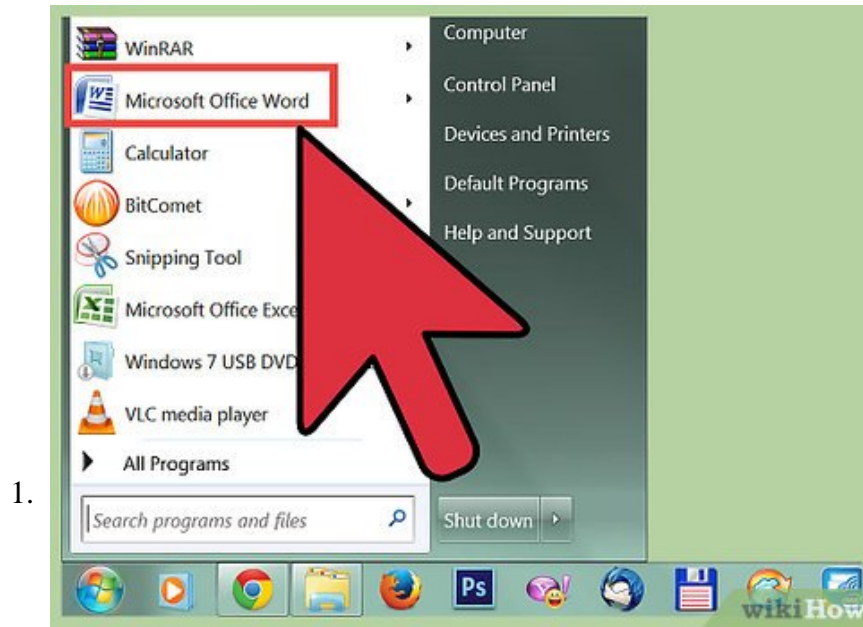 WinRAR
Microsoft Office Word
Calculator
BitComet
Snipping Tool
Microsoft Office Exce
Windows 7 USB DVD
VLC media player
All Programs
Search programs and files
Computer
Control Panel
Devices and Printers
Default Programs
Help and Support
Shut down
1.
Ps
wikiHow